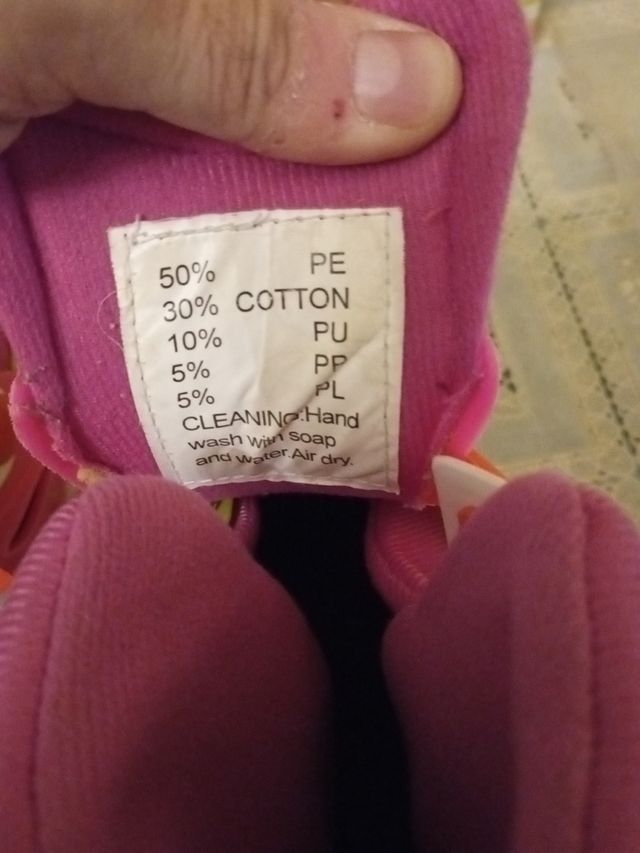 50% PE
30% COTTON
10% PU
5% PP
5% PL
CLEANING:Hand
wash with soap
and water.Air dry.